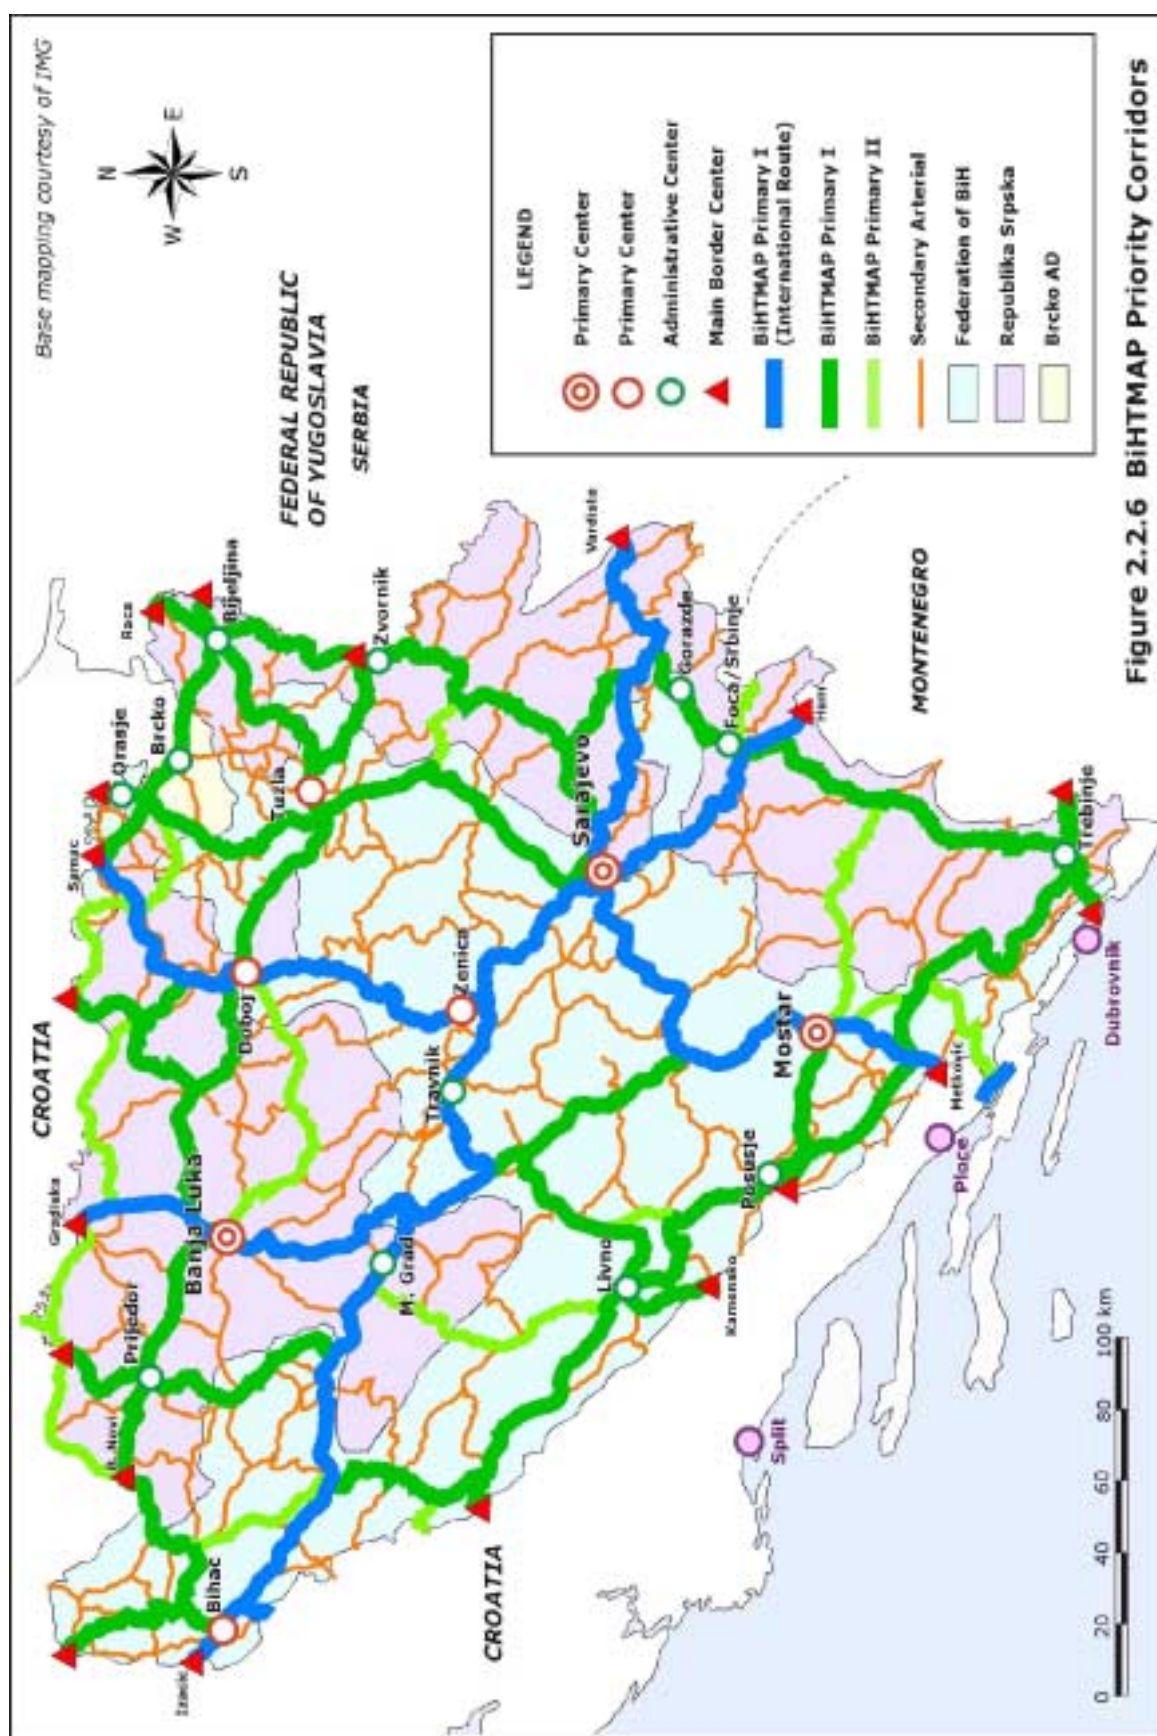 Base mapping courtesy of IMG
N
W
E
S
FEDERAL REPUBLIC
OF YUGOSLAVIA
SERBIA
CROATIA
CROATIA
MONTENEGRO
Raca
Bijeljina
Orasje
Brcko
Samac
Zvornik
Tuzla
Doboj
Gradiska
Banja Luka
Prijedor
B. Novi
Bihac
Izacic
Zenica
Travnik
M. Grad
Sarajevo
Vardiste
Gorazde
Foca/Srbinje
Hum
Livno
Kamensko
Posusje
Mostar
Metkovic
Trebinje
Split
Ploce
Dubrovnik
0 20 40 60 80 100 km
LEGEND
Primary Center
Primary Center
Administrative Center
Main Border Center
BiHTMAP Primary I
(International Route)
BiHTMAP Primary I
BiHTMAP Primary II
Secondary Arterial
Federation of BiH
Republika Srpska
Brcko AD
Figure 2.2.6 BiHTMAP Priority Corridors